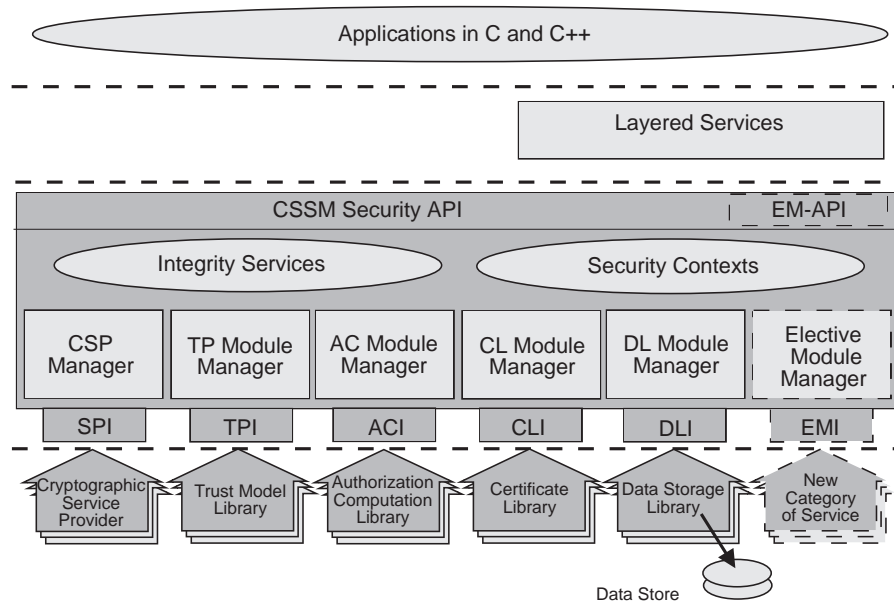 Applications in C and C++
Layered Services
CSSM Security API
EM-API
Integrity Services
Security Contexts
CSP
Manager
TP Module
Manager
AC Module
Manager
CL Module
Manager
DL Module
Manager
Elective
Module
Manager
SPI
TPI
ACI
CLI
DLI
EMI
Cryptographic
Service
Provider
Trust Model
Library
Authorization
Computation
Library
Certificate
Library
Data Storage
Library
New
Category
of Service
Data Store